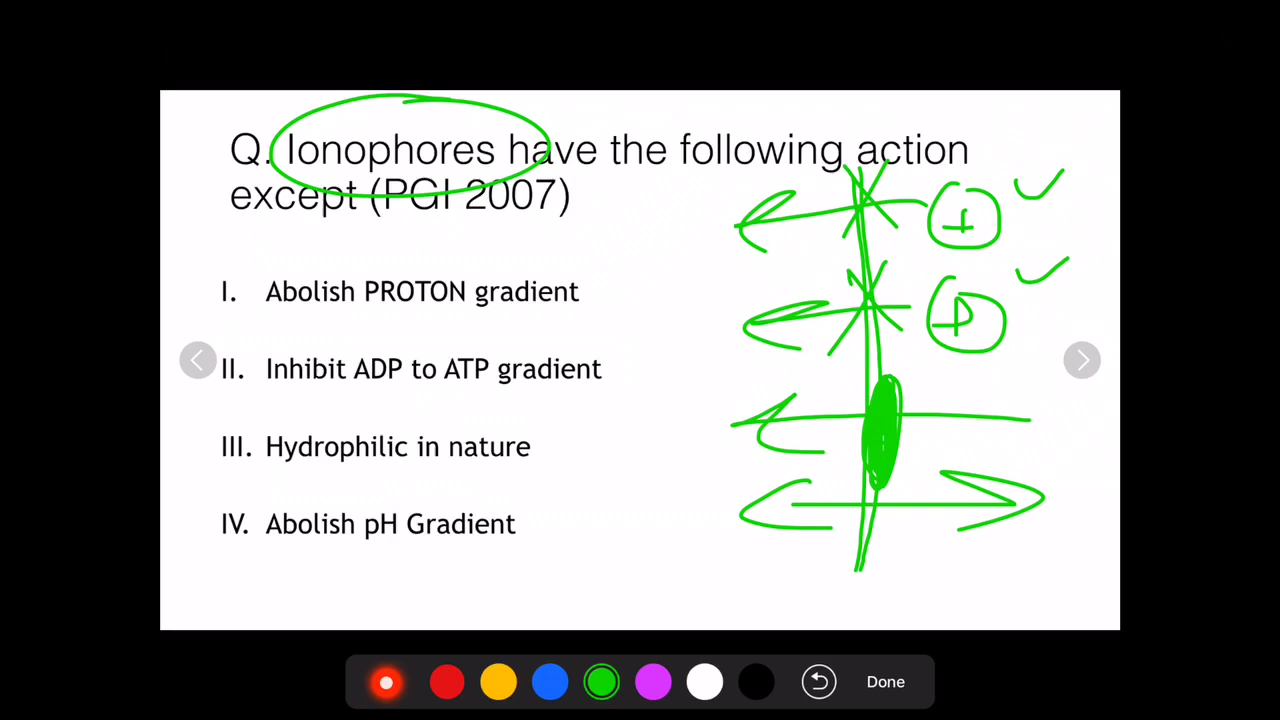 Q. Ionophores have the following action
except (PGI 2007)
I. Abolish PROTON gradient
II. Inhibit ADP to ATP gradient
III. Hydrophilic in nature
IV. Abolish pH Gradient
Done